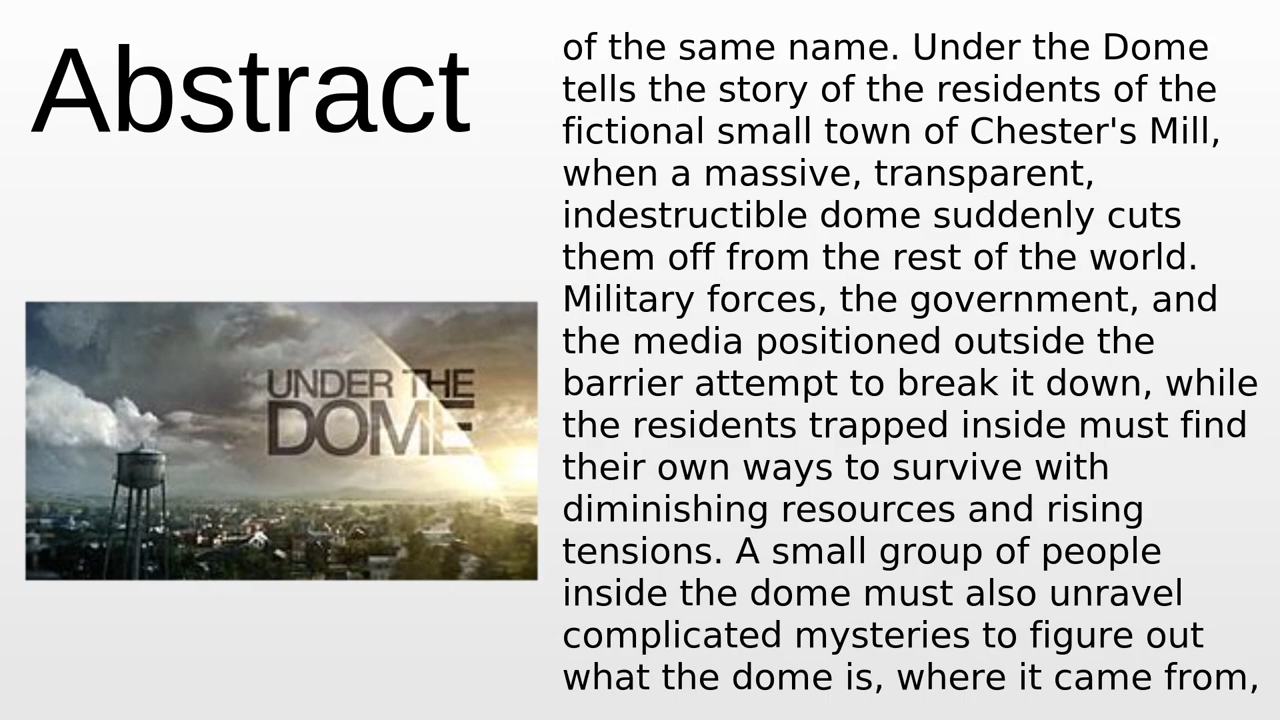 Abstract
of the same name. Under the Dome
tells the story of the residents of the
fictional small town of Chester's Mill,
when a massive, transparent,
indestructible dome suddenly cuts
them off from the rest of the world.
Military forces, the government, and
the media positioned outside the
barrier attempt to break it down, while
the residents trapped inside must find
their own ways to survive with
diminishing resources and rising
tensions. A small group of people
inside the dome must also unravel
complicated mysteries to figure out
what the dome is, where it came from,
UNDER THE
DOME